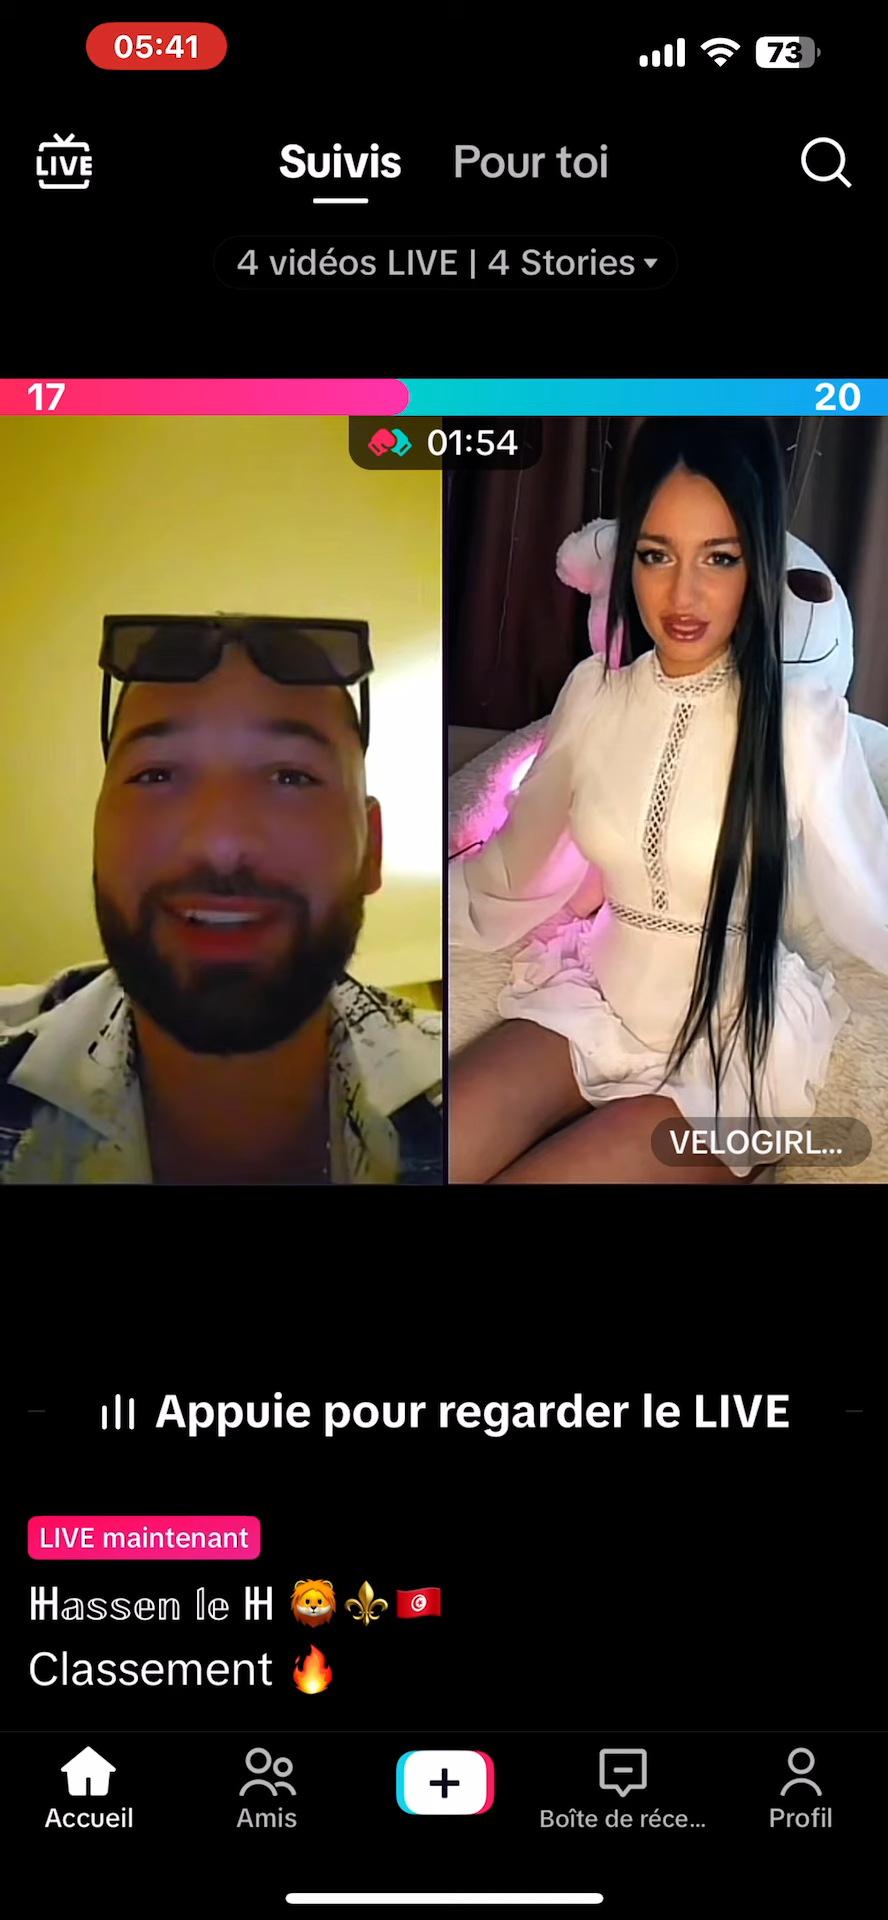 05:41
73
LIVE
Suivis
Pour toi
4 vidéos LIVE | 4 Stories
17
20
01:54
VELOGIRL...
Appuie pour regarder le LIVE
LIVE maintenant
ℍ𝕒𝕤𝕤𝕖𝕟 𝕝𝕖 ℍ 🦁⚜️🇹🇳
Classement 🔥
Accueil
Amis
Boîte de réce...
Profil